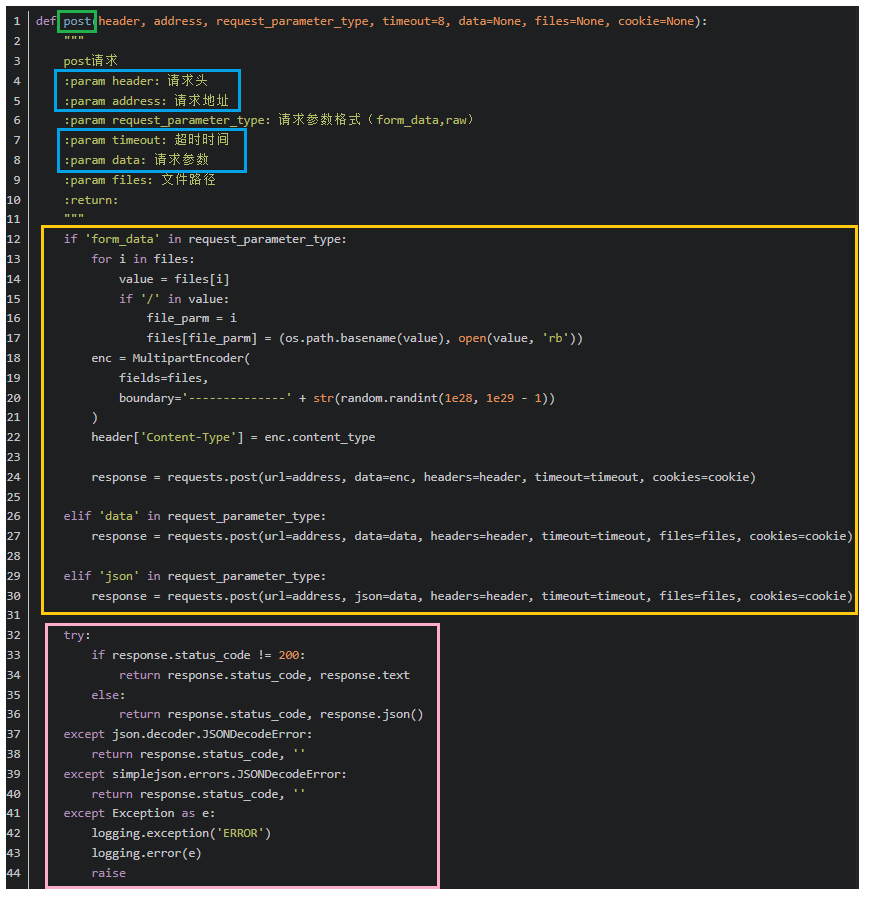 1 def post(header, address, request_parameter_type, timeout=8, data=None, files=None, cookie=None):
2     """
3     post请求
4     :param header: 请求头
5     :param address: 请求地址
6     :param request_parameter_type: 请求参数格式（form_data,raw）
7     :param timeout: 超时时间
8     :param data: 请求参数
9     :param files: 文件路径
10     :return:
11     """
12     if 'form_data' in request_parameter_type:
13         for i in files:
14             value = files[i]
15             if '/' in value:
16                 file_parm = i
17                 files[file_parm] = (os.path.basename(value), open(value, 'rb'))
18         enc = MultipartEncoder(
19             fields=files,
20             boundary='--------------' + str(random.randint(1e28, 1e29 - 1))
21         )
22         header['Content-Type'] = enc.content_type
23
24         response = requests.post(url=address, data=enc, headers=header, timeout=timeout, cookies=cookie)
25
26     elif 'data' in request_parameter_type:
27         response = requests.post(url=address, data=data, headers=header, timeout=timeout, files=files, cookies=cookie)
28
29     elif 'json' in request_parameter_type:
30         response = requests.post(url=address, json=data, headers=header, timeout=timeout, files=files, cookies=cookie)
31
32     try:
33         if response.status_code != 200:
34             return response.status_code, response.text
35         else:
36             return response.status_code, response.json()
37     except json.decoder.JSONDecodeError:
38         return response.status_code, ''
39     except simplejson.errors.JSONDecodeError:
40         return response.status_code, ''
41     except Exception as e:
42         logging.exception('ERROR')
43         logging.error(e)
44         raise